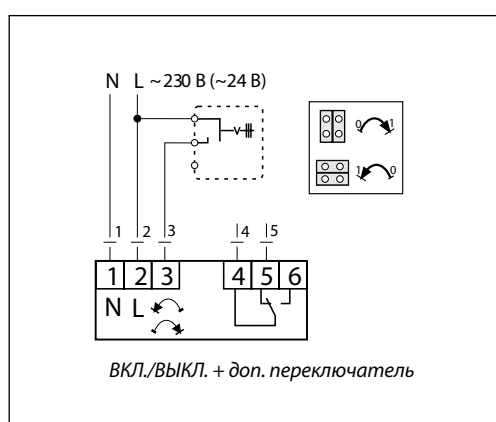 N L ~230 В (~24 В)
0 1
1 0
1 2 3 4 5
1 2 3 4 5 6
N L
ВКЛ./ВЫКЛ. + доп. переключатель